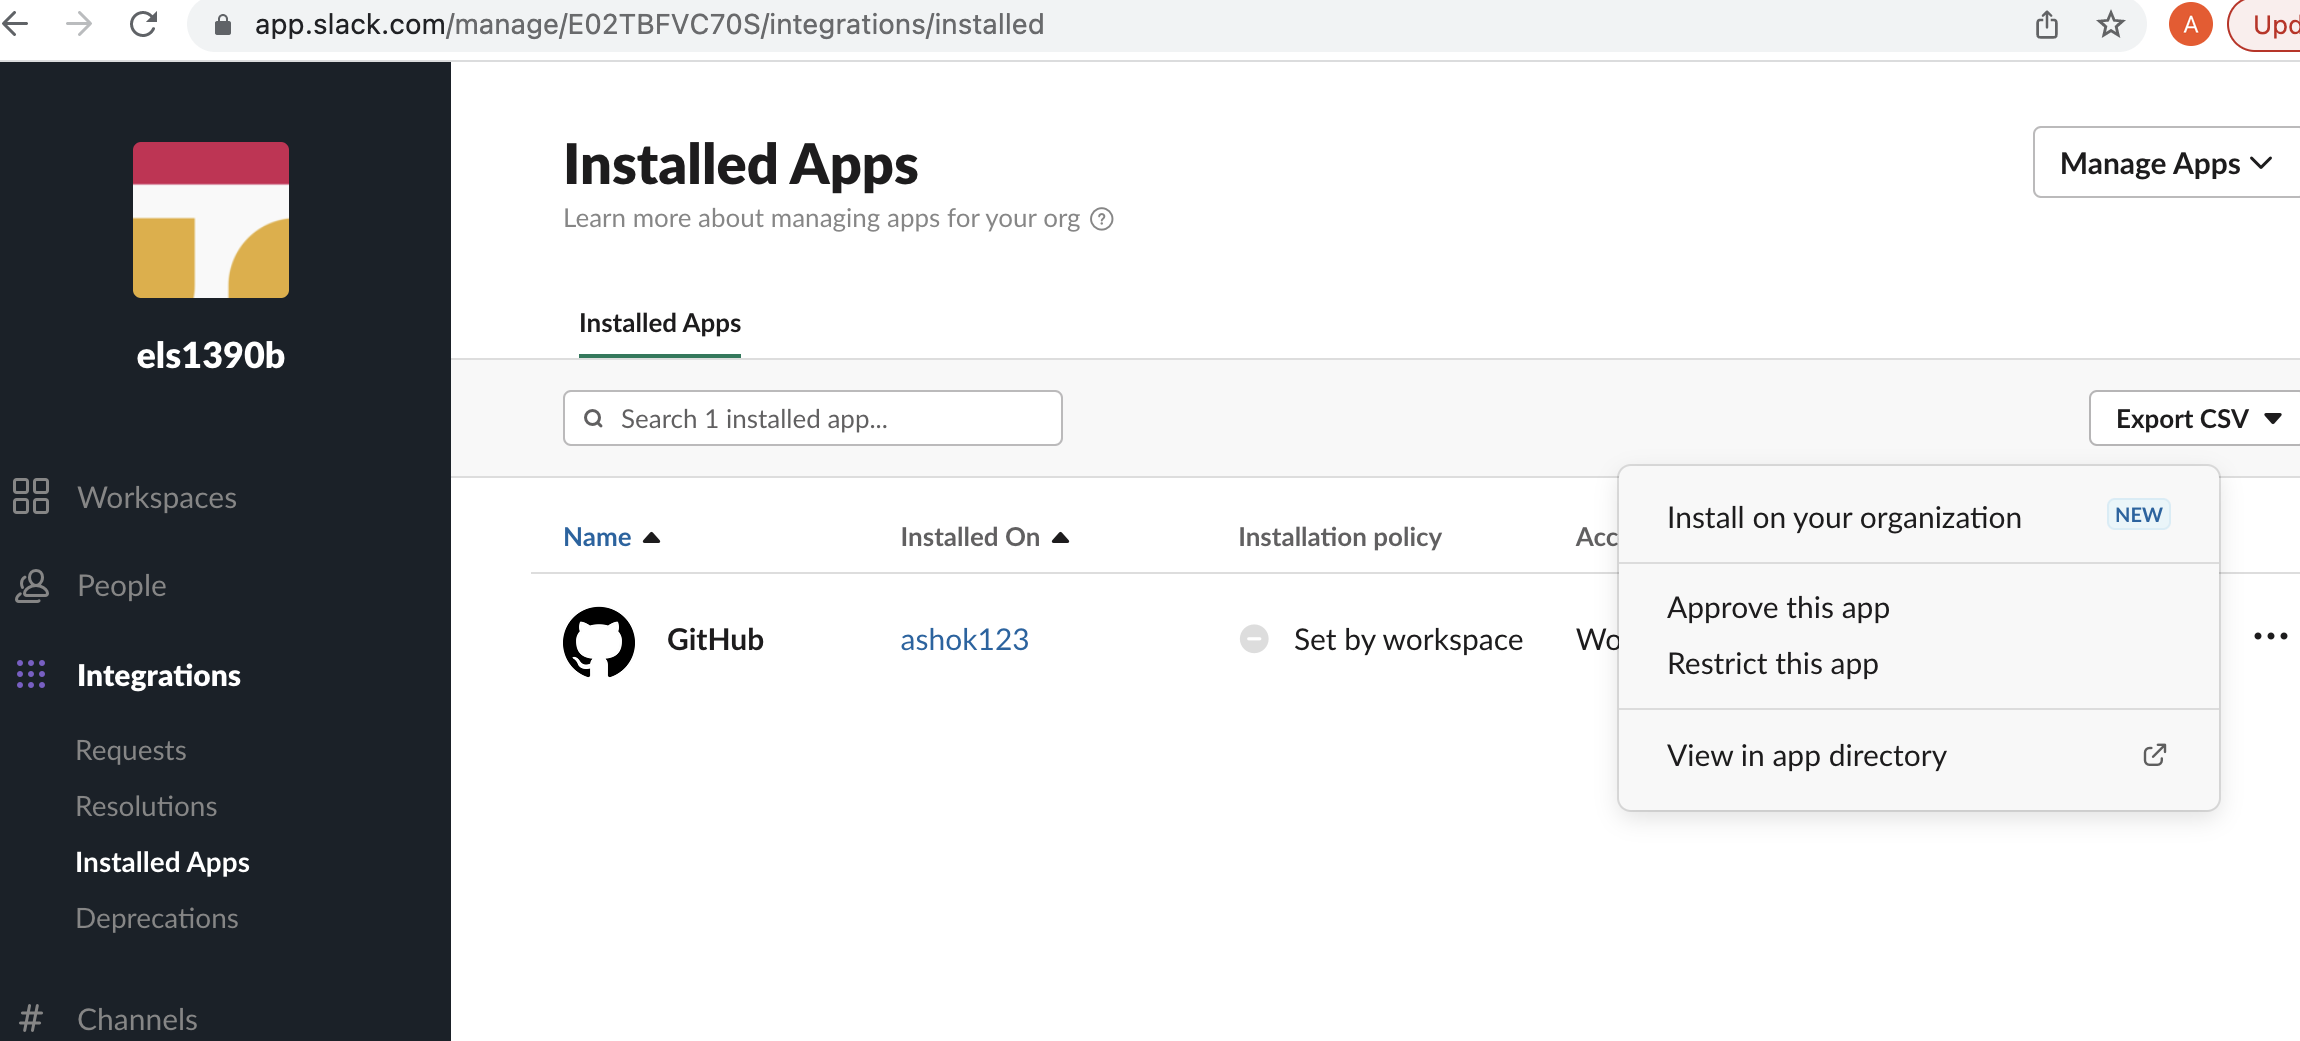 app.slack.com/manage/E02TBFVC70S/integrations/installed
A
Upd
els1390b
Workspaces
People
Integrations
Requests
Resolutions
Installed Apps
Deprecations
# Channels
Installed Apps
Learn more about managing apps for your org ?
Manage Apps
Installed Apps
Search 1 installed app...
Export CSV
Name Installed On Installation policy Acc
GitHub ashok123 Set by workspace Wo
Install on your organization NEW
Approve this app
Restrict this app
View in app directory